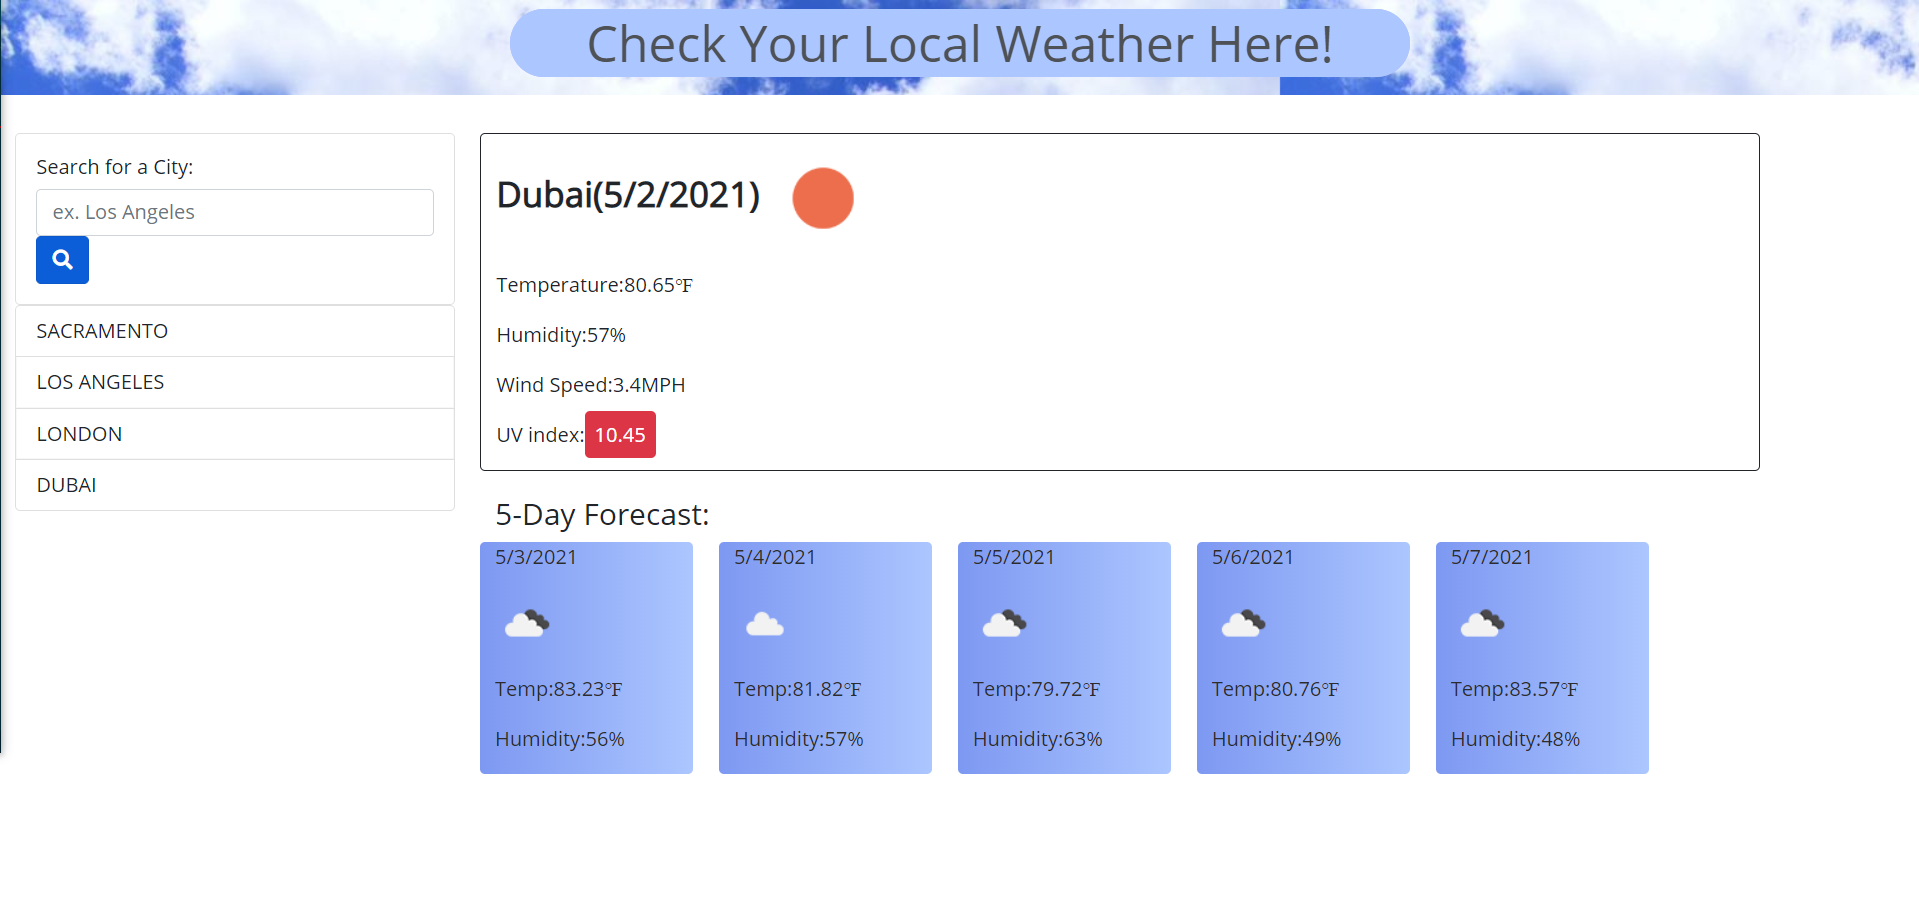 Check Your Local Weather Here!
Search for a City:
ex. Los Angeles
SACRAMENTO
LOS ANGELES
LONDON
DUBAI
Dubai(5/2/2021)
Temperature:80.65℉
Humidity:57%
Wind Speed:3.4MPH
UV index:10.45
5-Day Forecast:
5/3/2021
Temp:83.23℉
Humidity:56%
5/4/2021
Temp:81.82℉
Humidity:57%
5/5/2021
Temp:79.72℉
Humidity:63%
5/6/2021
Temp:80.76℉
Humidity:49%
5/7/2021
Temp:83.57℉
Humidity:48%